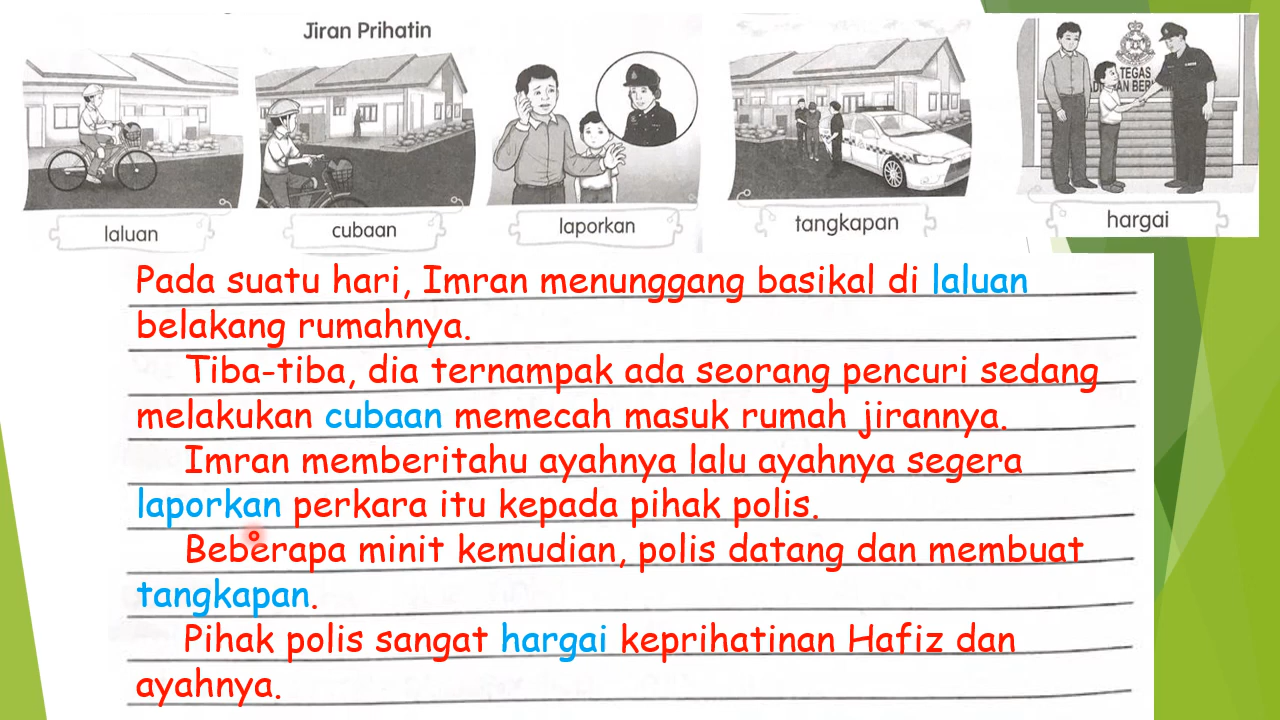 Jiran Prihatin
TEGAS
laluan
cubaan
laporkan
tangkapan
hargai
Pada suatu hari, Imran menunggang basikal di laluan
belakang rumahnya.
Tiba-tiba, dia ternampak ada seorang pencuri sedang
melakukan cubaan memecah masuk rumah jirannya.
Imran memberitahu ayahnya lalu ayahnya segera
laporkan perkara itu kepada pihak polis.
Beberapa minit kemudian, polis datang dan membuat
tangkapan.
Pihak polis sangat hargai keprihatinan Hafiz dan
ayahnya.